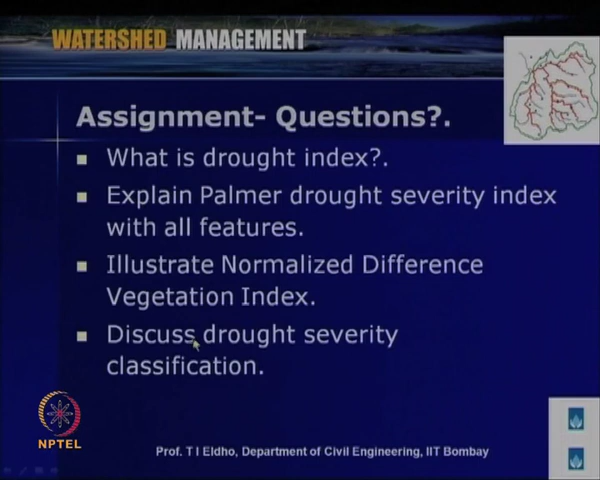 WATERSHED MANAGEMENT
Assignment- Questions?.
What is drought index?.
Explain Palmer drought severity index
with all features.
Illustrate Normalized Difference
Vegetation Index.
Discuss drought severity
classification.
NPTEL
Prof. T I Eldho, Department of Civil Engineering, IIT Bombay